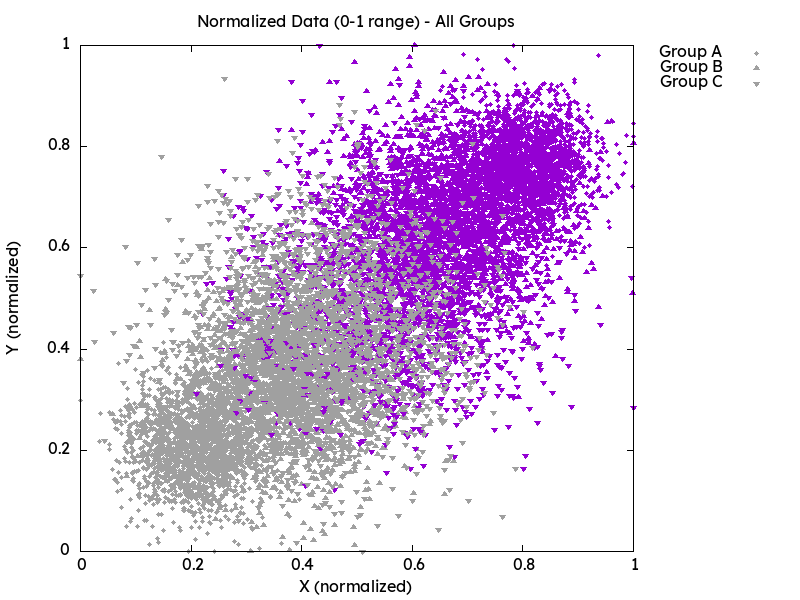 Normalized Data (0-1 range) - All Groups
Group A
Group B
Group C
1
0.8
0.6
0.4
0.2
0
Y (normalized)
0
0.2
0.4
0.6
0.8
1
X (normalized)